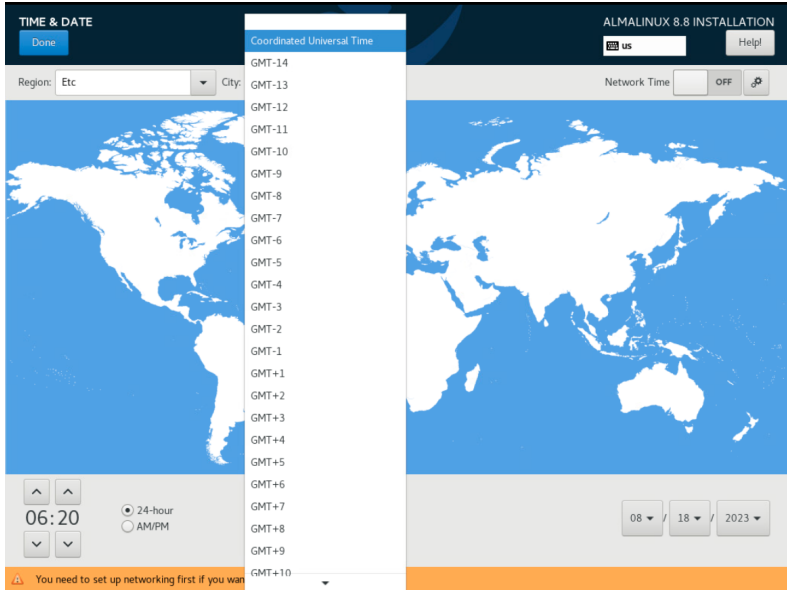 TIME & DATE
ALMALINUX 8.8 INSTALLATION
Done
us
Help!
Region:
Etc
City:
Network Time
OFF
Coordinated Universal Time
GMT-14
GMT-13
GMT-12
GMT-11
GMT-10
GMT-9
GMT-8
GMT-7
GMT-6
GMT-5
GMT-4
GMT-3
GMT-2
GMT-1
GMT+1
GMT+2
GMT+3
GMT+4
GMT+5
GMT+6
GMT+7
GMT+8
GMT+9
GMT+10
06:20
24-hour
AM/PM
08 / 18 / 2023
You need to set up networking first if you wan